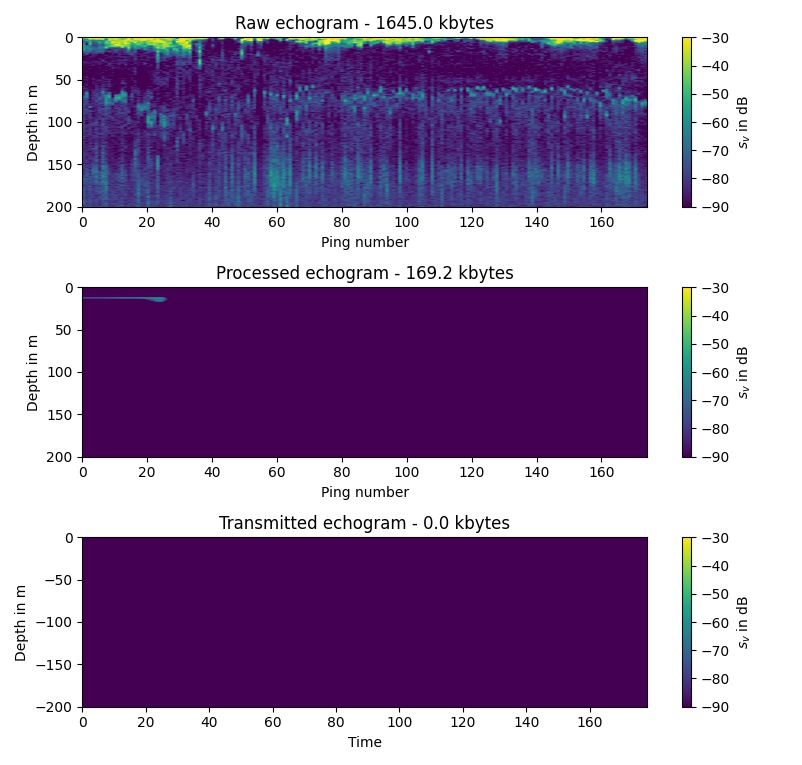 Raw echogram - 1645.0 kbytes
0
50
100
150
200
Depth in m
0 20 40 60 80 100 120 140 160
Ping number
−30
−40
−50
−60
−70
−80
−90
sᵥ in dB
Processed echogram - 169.2 kbytes
0
50
100
150
200
Depth in m
0 20 40 60 80 100 120 140 160
Ping number
−30
−40
−50
−60
−70
−80
−90
sᵥ in dB
Transmitted echogram - 0.0 kbytes
0
−50
−100
−150
−200
Depth in m
0 20 40 60 80 100 120 140 160
Time
−30
−40
−50
−60
−70
−80
−90
sᵥ in dB